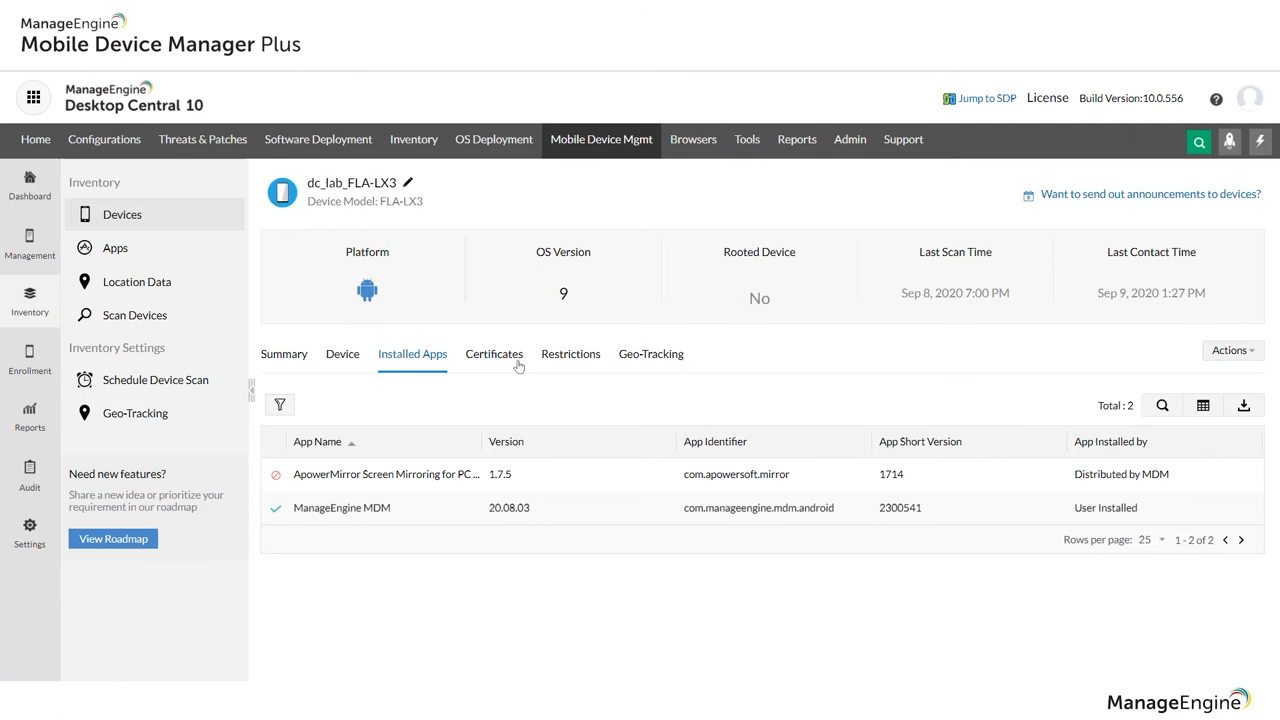 ManageEngine
Mobile Device Manager Plus
ManageEngine
Desktop Central 10
Jump to SDP License Build Version:10.0.556
Home Configurations Threats & Patches Software Deployment Inventory OS Deployment Mobile Device Mgmt Browsers Tools Reports Admin Support
Dashboard
Management
Inventory
Enrollment
Reports
Audit
Settings
Inventory
Devices
Apps
Location Data
Scan Devices
Inventory Settings
Schedule Device Scan
Geo-Tracking
Need new features?
Share a new idea or prioritize your
requirement in our roadmap
View Roadmap
dc_lab_FLA-LX3
Device Model: FLA-LX3
Want to send out announcements to devices?
Platform OS Version Rooted Device Last Scan Time Last Contact Time
9 No Sep 8, 2020 7:00 PM Sep 9, 2020 1:27 PM
Summary Device Installed Apps Certificates Restrictions Geo-Tracking Actions
Total : 2
App Name Version App Identifier App Short Version App Installed by
ApowerMirror Screen Mirroring for PC ... 1.7.5 com.apowersoft.mirror 1714 Distributed by MDM
ManageEngine MDM 20.08.03 com.manageengine.mdm.android 2300541 User Installed
Rows per page: 25 1 - 2 of 2
ManageEngine